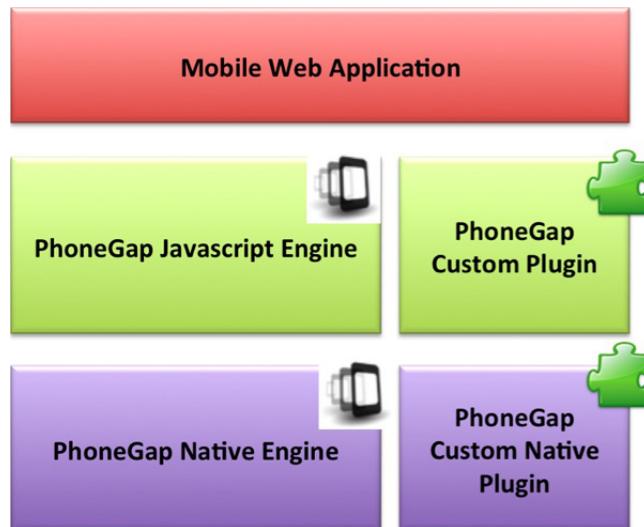 Mobile Web Application
PhoneGap Javascript Engine
PhoneGap
Custom Plugin
PhoneGap Native Engine
PhoneGap
Custom Native
Plugin